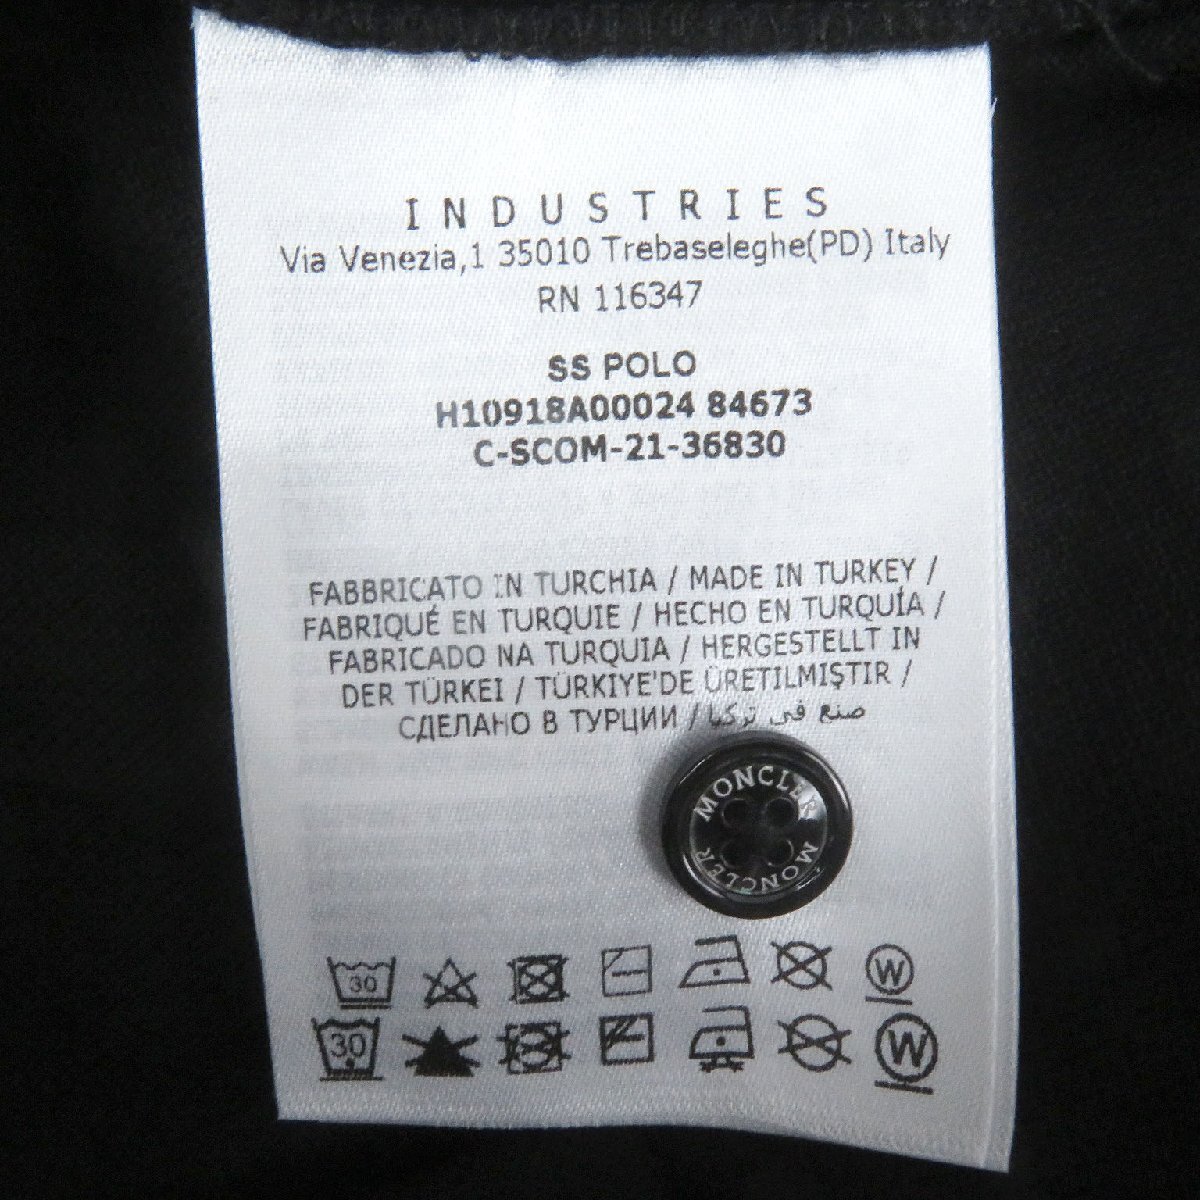 INDUSTRIES
Via Venezia,1 35010 Trebaseleghe(PD) Italy
RN 116347
SS POLO
H10918A00024 84673
C-SCOM-21-36830
FABBRICATO IN TURCHIA / MADE IN TURKEY /
FABRIQUÉ EN TURQUIE / HECHO EN TURQUÍA /
FABRICADO NA TURQUIA / HERGESTELLT IN
DER TÜRKEI / TÜRKIYE'DE ÜRETILMIŞTIR /
СДЕЛАНО В ТУРЦИИ / صنع في تركيا
MONCLER
MONCLER
30 W
30 W